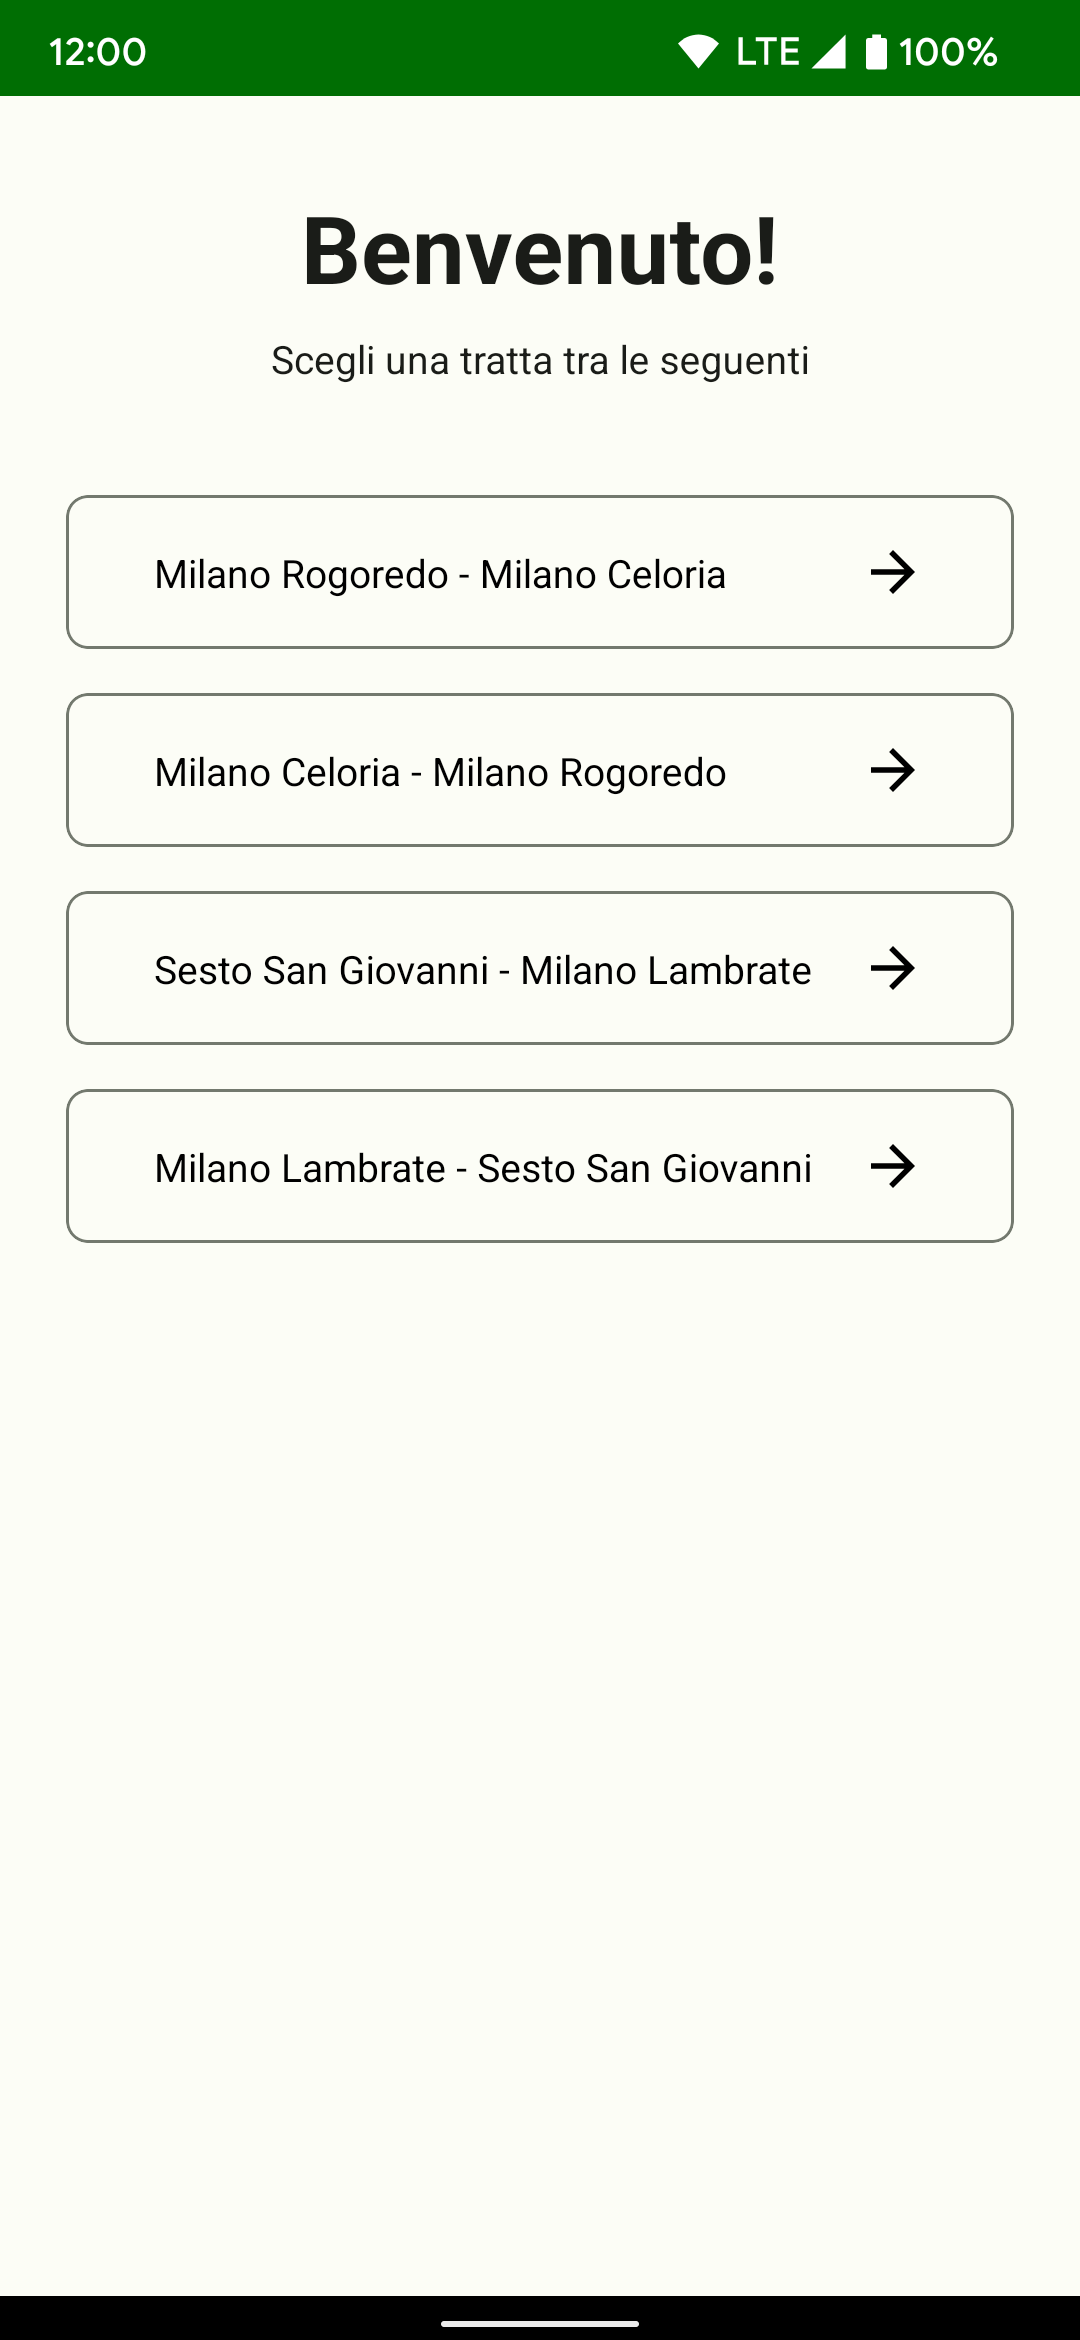 12:00 LTE 100%
Benvenuto!
Scegli una tratta tra le seguenti
Milano Rogoredo - Milano Celoria
Milano Celoria - Milano Rogoredo
Sesto San Giovanni - Milano Lambrate
Milano Lambrate - Sesto San Giovanni